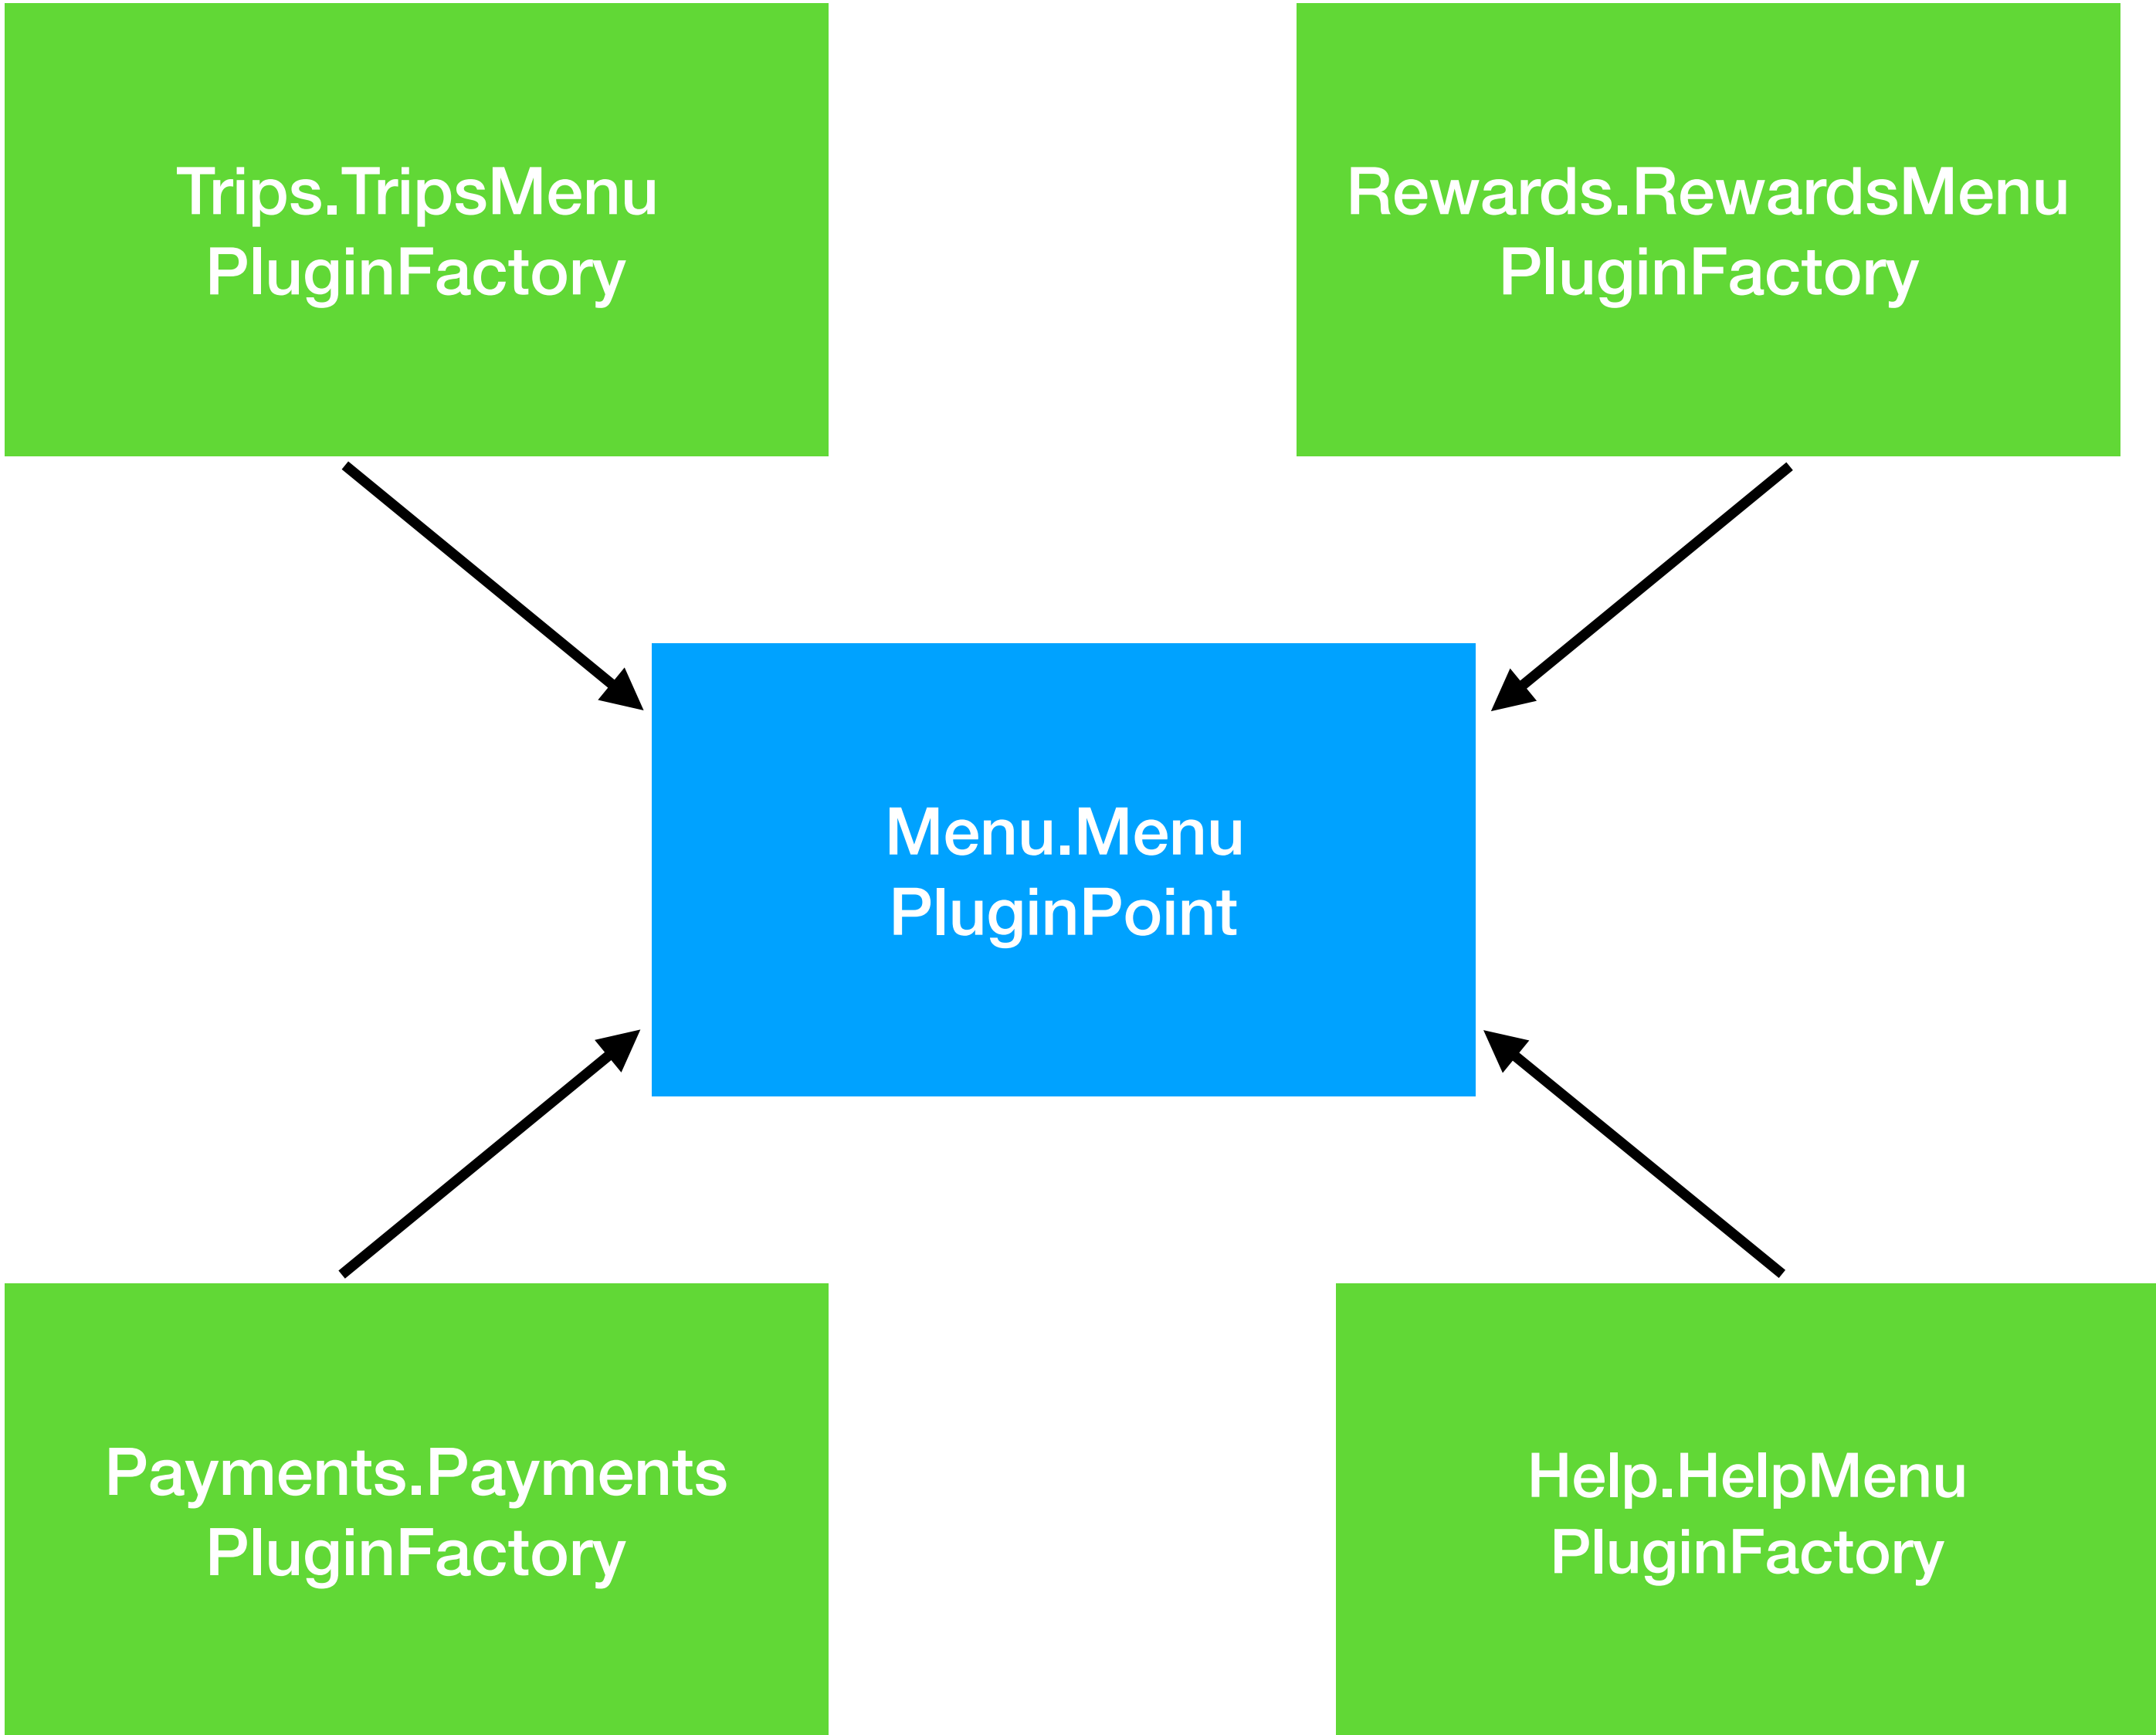 Trips.TripsMenu
PluginFactory
Rewards.RewardsMenu
PluginFactory
Menu.Menu
PluginPoint
Payments.Payments
PluginFactory
Help.HelpMenu
PluginFactory